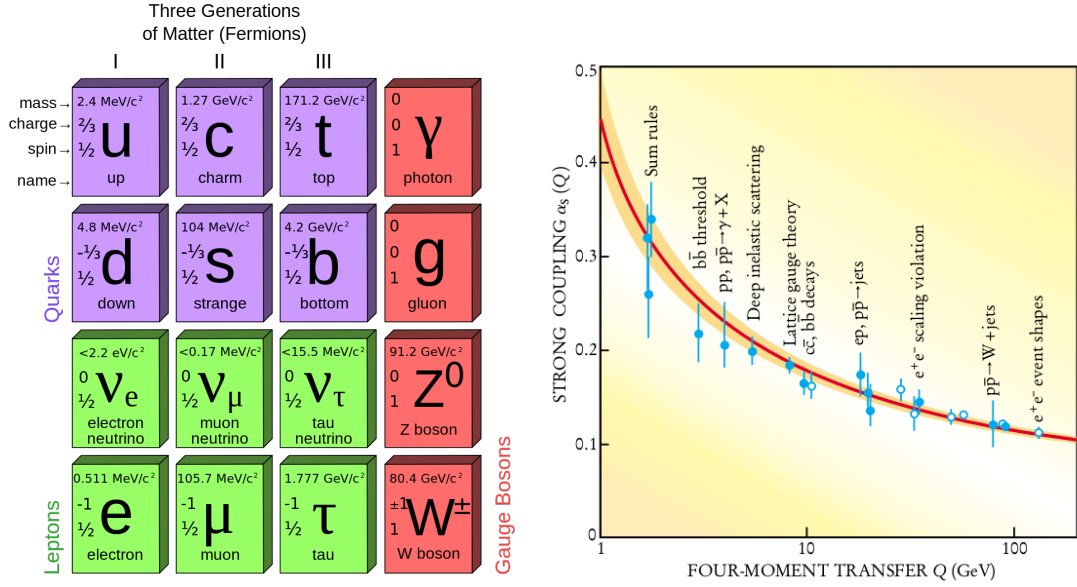 Three Generations
of Matter (Fermions)
I II III
mass→
charge→
spin→
name→
2.4 MeV/c²
⅔
½
u
up
1.27 GeV/c²
⅔
½
c
charm
171.2 GeV/c²
⅔
½
t
top
0
0
1
γ
photon
Quarks
4.8 MeV/c²
-⅓
½
d
down
104 MeV/c²
-⅓
½
s
strange
4.2 GeV/c²
-⅓
½
b
bottom
0
0
1
g
gluon
<2.2 eV/c²
0
½
νe
electron
neutrino
<0.17 MeV/c²
0
½
νμ
muon
neutrino
<15.5 MeV/c²
0
½
ντ
tau
neutrino
91.2 GeV/c²
0
1
Z⁰
Z boson
Leptons
0.511 MeV/c²
-1
½
e
electron
105.7 MeV/c²
-1
½
μ
muon
1.777 GeV/c²
-1
½
τ
tau
80.4 GeV/c²
±1
1
W±
W boson
Gauge Bosons
STRONG COUPLING αs (Q)
0.5
0.4
0.3
0.2
0.1
0
Sum rules
bb̅ threshold
pp, pp̅→γ+X
Deep inelastic scattering
Lattice gauge theory
cc̅, bb̅ decays
ep, pp̅→jets
e⁺e⁻ scaling violation
pp̅→W+jets
e⁺e⁻ event shapes
1 10 100
FOUR-MOMENT TRANSFER Q (GeV)